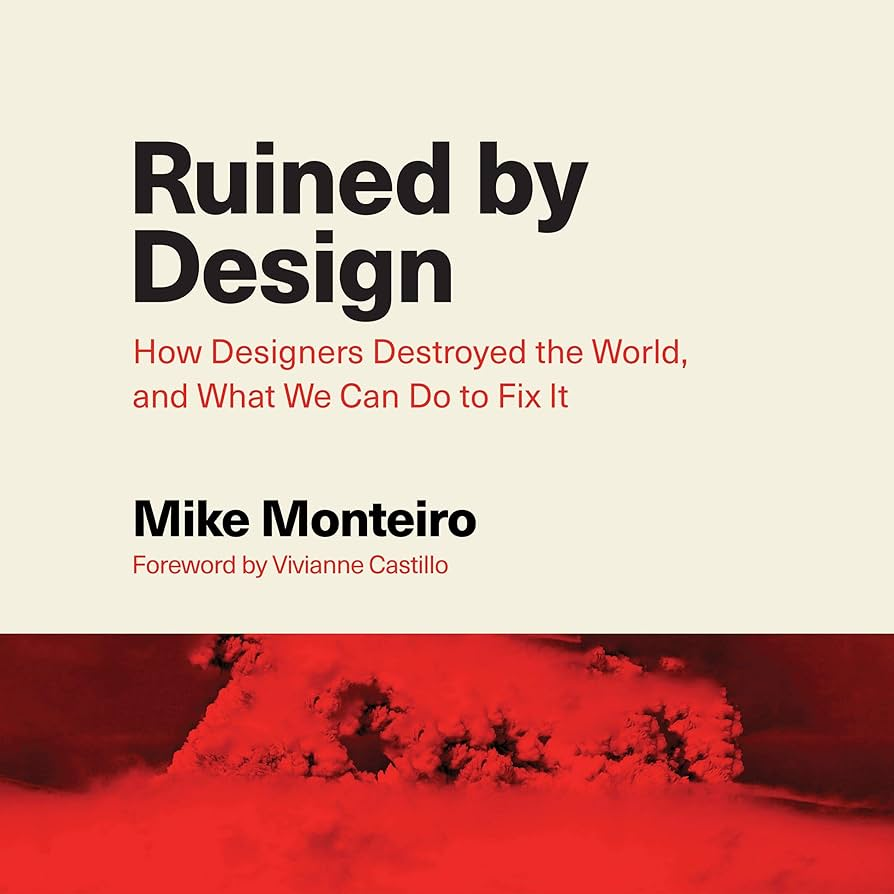 Ruined by
Design
How Designers Destroyed the World,
and What We Can Do to Fix It
Mike Monteiro
Foreword by Vivianne Castillo